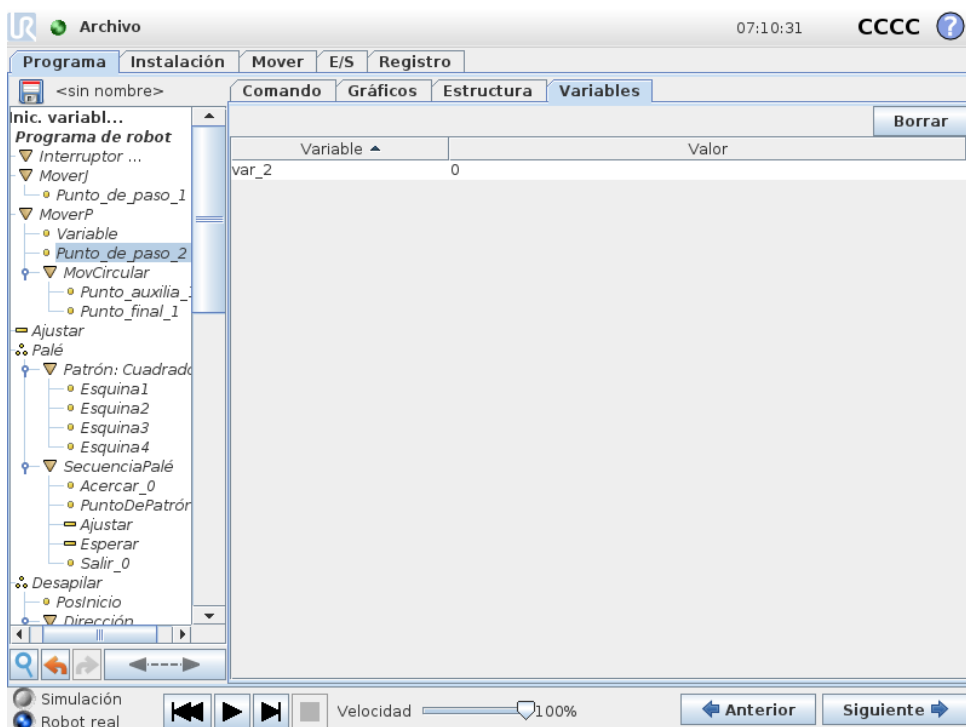 UR Archivo 07:10:31 CCCC ?
Programa Instalación Mover E/S Registro
<sin nombre> Comando Gráficos Estructura Variables
Inic. variabl... Borrar
Programa de robot Variable Valor
Interruptor ... var_2 0
MoverJ
Punto_de_paso_1
MoverP
Variable
Punto_de_paso_2
MovCircular
Punto_auxilia_
Punto_final_1
Ajustar
Palé
Patrón: Cuadrado
Esquina1
Esquina2
Esquina3
Esquina4
SecuenciaPalé
Acercar_0
PuntoDePatrón
Ajustar
Esperar
Salir_0
Desapilar
PosInicio
Dirección
Simulación
Robot real
Velocidad 100% Anterior Siguiente